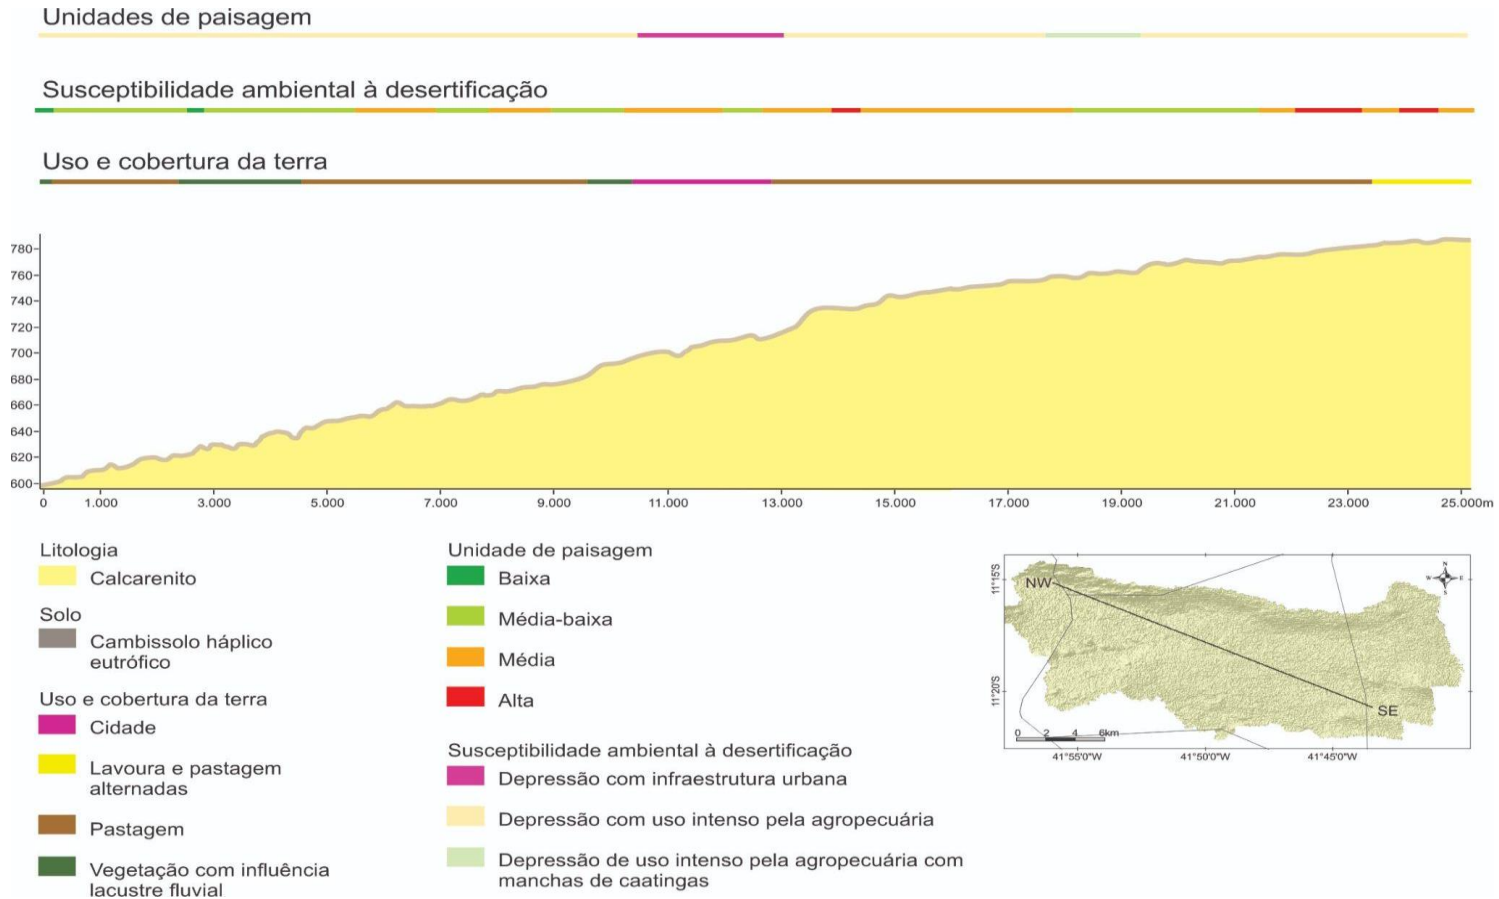 Unidades de paisagem
Susceptibilidade ambiental à desertificação
Uso e cobertura da terra
780
760
740
720
700
680
660
640
620
600
0 1.000 3.000 5.000 7.000 9.000 11.000 13.000 15.000 17.000 19.000 21.000 23.000 25.000m
Litologia
Calcarenito
Solo
Cambissolo háplico
eutrófico
Uso e cobertura da terra
Cidade
Lavoura e pastagem
alternadas
Pastagem
Vegetação com influência
lacustre fluvial
Unidade de paisagem
Baixa
Média-baixa
Média
Alta
Susceptibilidade ambiental à desertificação
Depressão com infraestrutura urbana
Depressão com uso intenso pela agropecuária
Depressão de uso intenso pela agropecuária com
manchas de caatingas
11°15'S
11°20'S
NW
SE
N
W E
S
0 2 4 6km
41°55'0"W 41°50'0"W 41°45'0"W